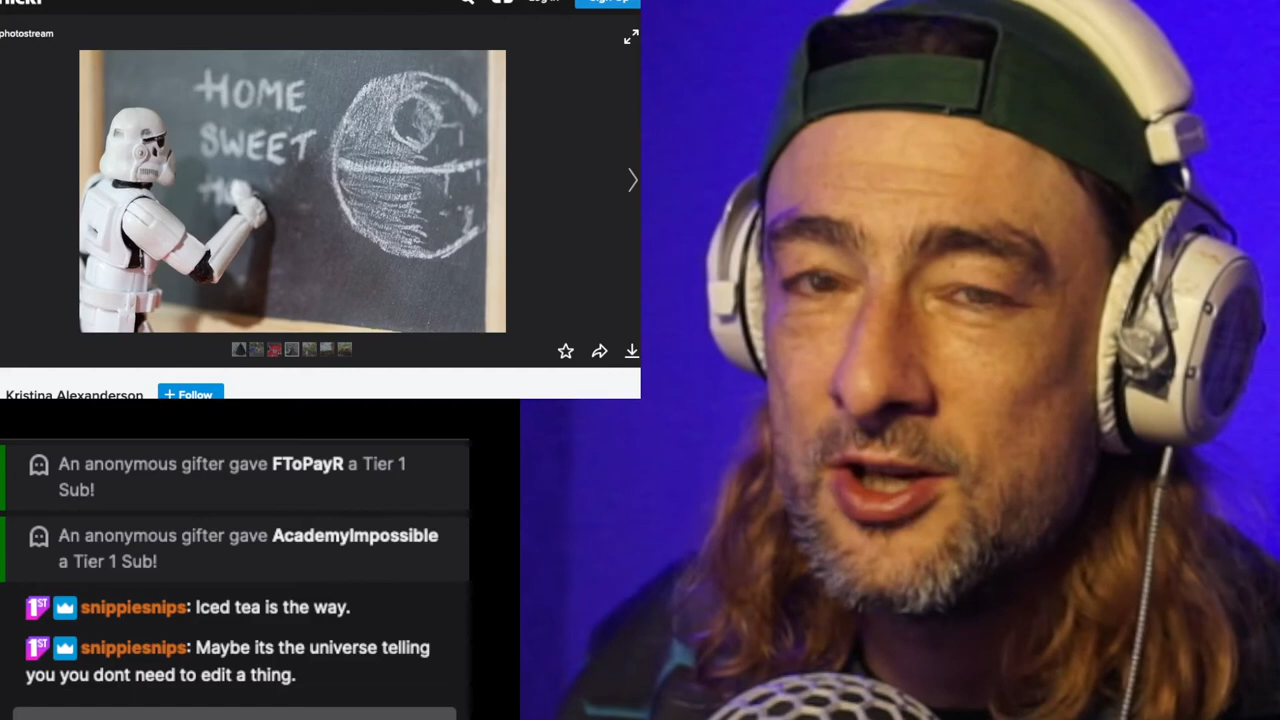 photostream
HOME
SWEET
Kristina Alexanderson
+ Follow
An anonymous gifter gave FToPayR a Tier 1
Sub!
An anonymous gifter gave AcademyImpossible
a Tier 1 Sub!
1ST snippiesnips: Iced tea is the way.
1ST snippiesnips: Maybe its the universe telling
you you dont need to edit a thing.